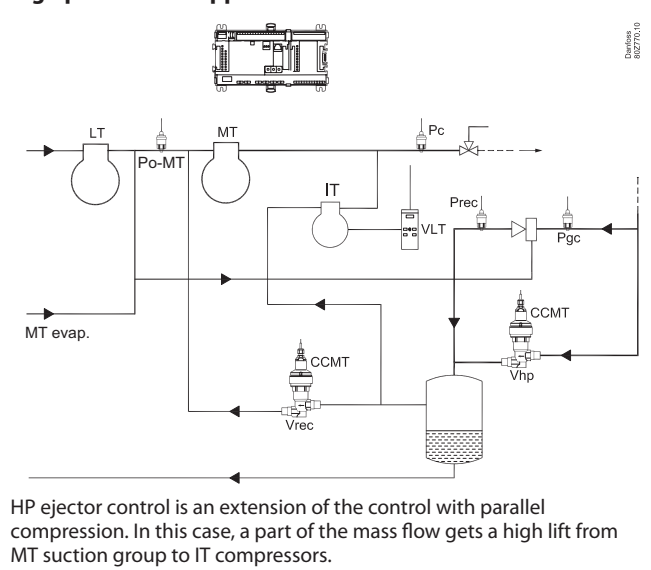 Danfoss
80Z770.10
LT
MT
Pc
Po-MT
IT
VLT
Prec
Pgc
MT evap.
CCMT
CCMT
Vhp
Vrec
HP ejector control is an extension of the control with parallel
compression. In this case, a part of the mass flow gets a high lift from
MT suction group to IT compressors.